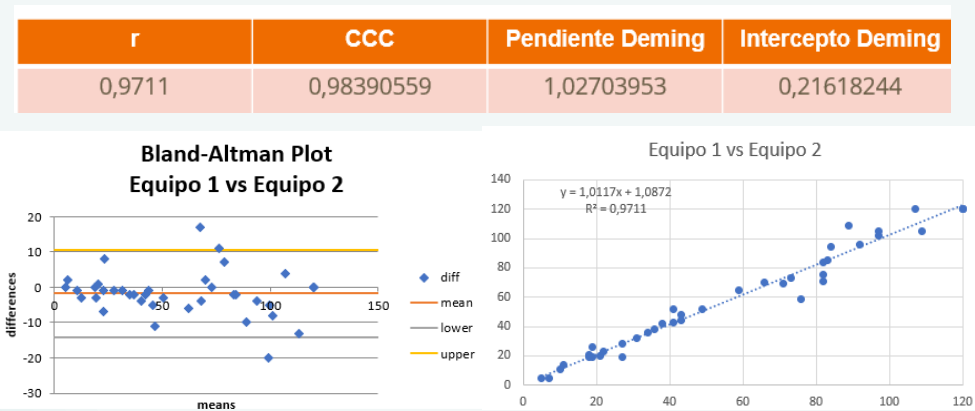 r CCC Pendiente Deming Intercepto Deming
0,9711 0,98390559 1,02703953 0,21618244
Bland-Altman Plot
Equipo 1 vs Equipo 2
20
10
0
-10
-20
-30
0 50 100 150
differences
means
diff
mean
lower
upper
Equipo 1 vs Equipo 2
y = 1,0117x + 1,0872
R² = 0,9711
140
120
100
80
60
40
20
0
0 20 40 60 80 100 120